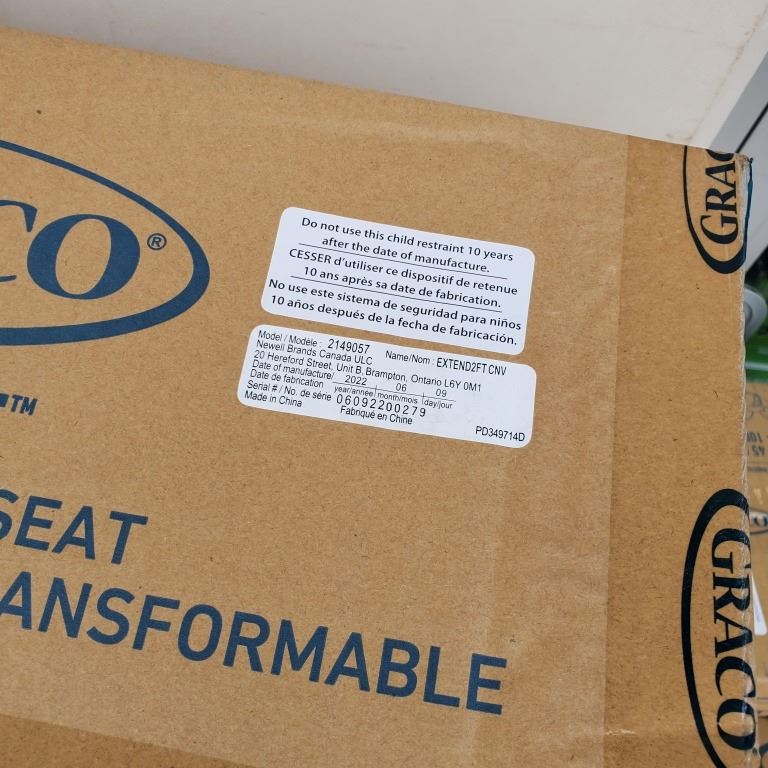 CO®
TM
SEAT
ANSFORMABLE
Do not use this child restraint 10 years
after the date of manufacture.
CESSER d'utiliser ce dispositif de retenue
10 ans après sa date de fabrication.
No use este sistema de seguridad para niños
10 años después de la fecha de fabricación.
Model / Modèle : 2149057 Name/Nom : EXTEND2FT CNV
Newell Brands Canada ULC
20 Hereford Street, Unit B, Brampton, Ontario L6Y 0M1
Date of manufacture/ 2022 06 09
Date de fabrication year/année month/mois day/jour
Serial # / No. de série 06092200279
Made in China Fabriqué en Chine
PD349714D
GRAC
GRACO